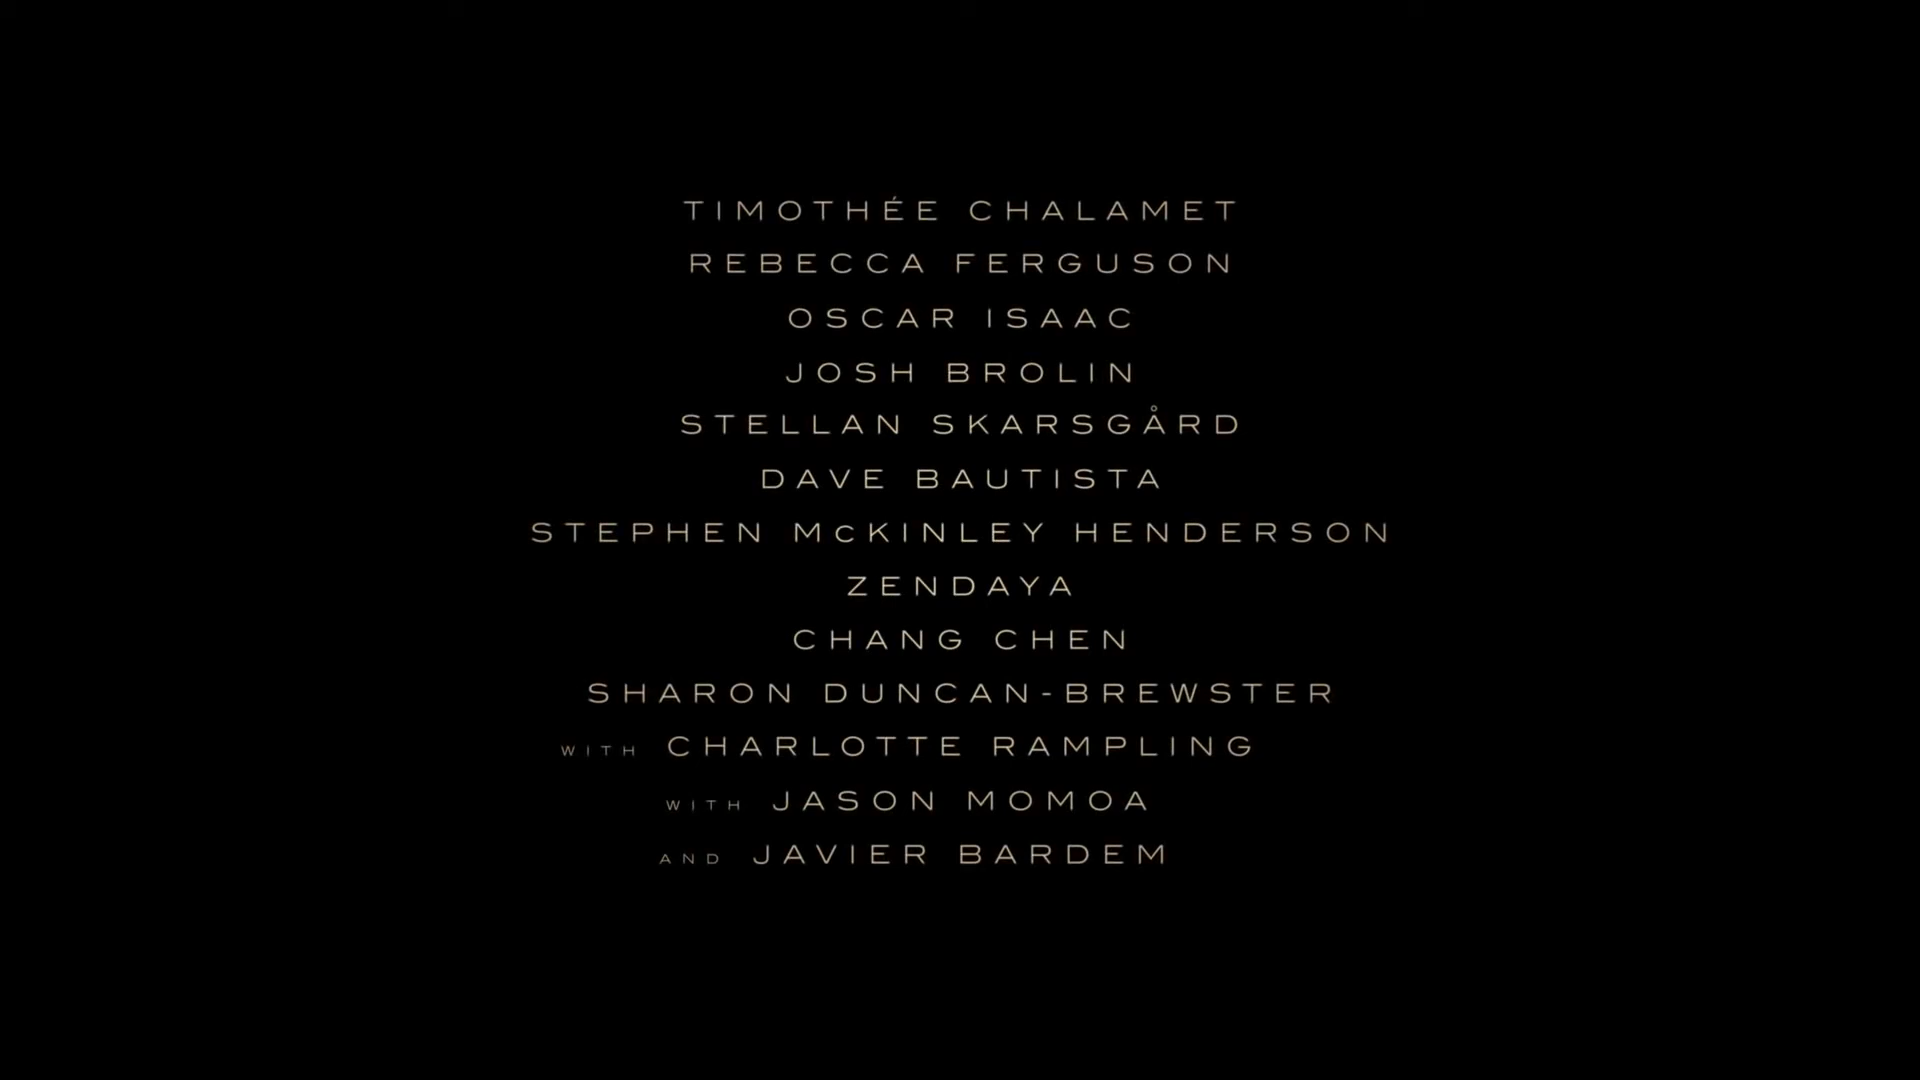 TIMOTHÉE CHALAMET
REBECCA FERGUSON
OSCAR ISAAC
JOSH BROLIN
STELLAN SKARSGÅRD
DAVE BAUTISTA
STEPHEN McKINLEY HENDERSON
ZENDAYA
CHANG CHEN
SHARON DUNCAN-BREWSTER
WITH CHARLOTTE RAMPLING
WITH JASON MOMOA
AND JAVIER BARDEM